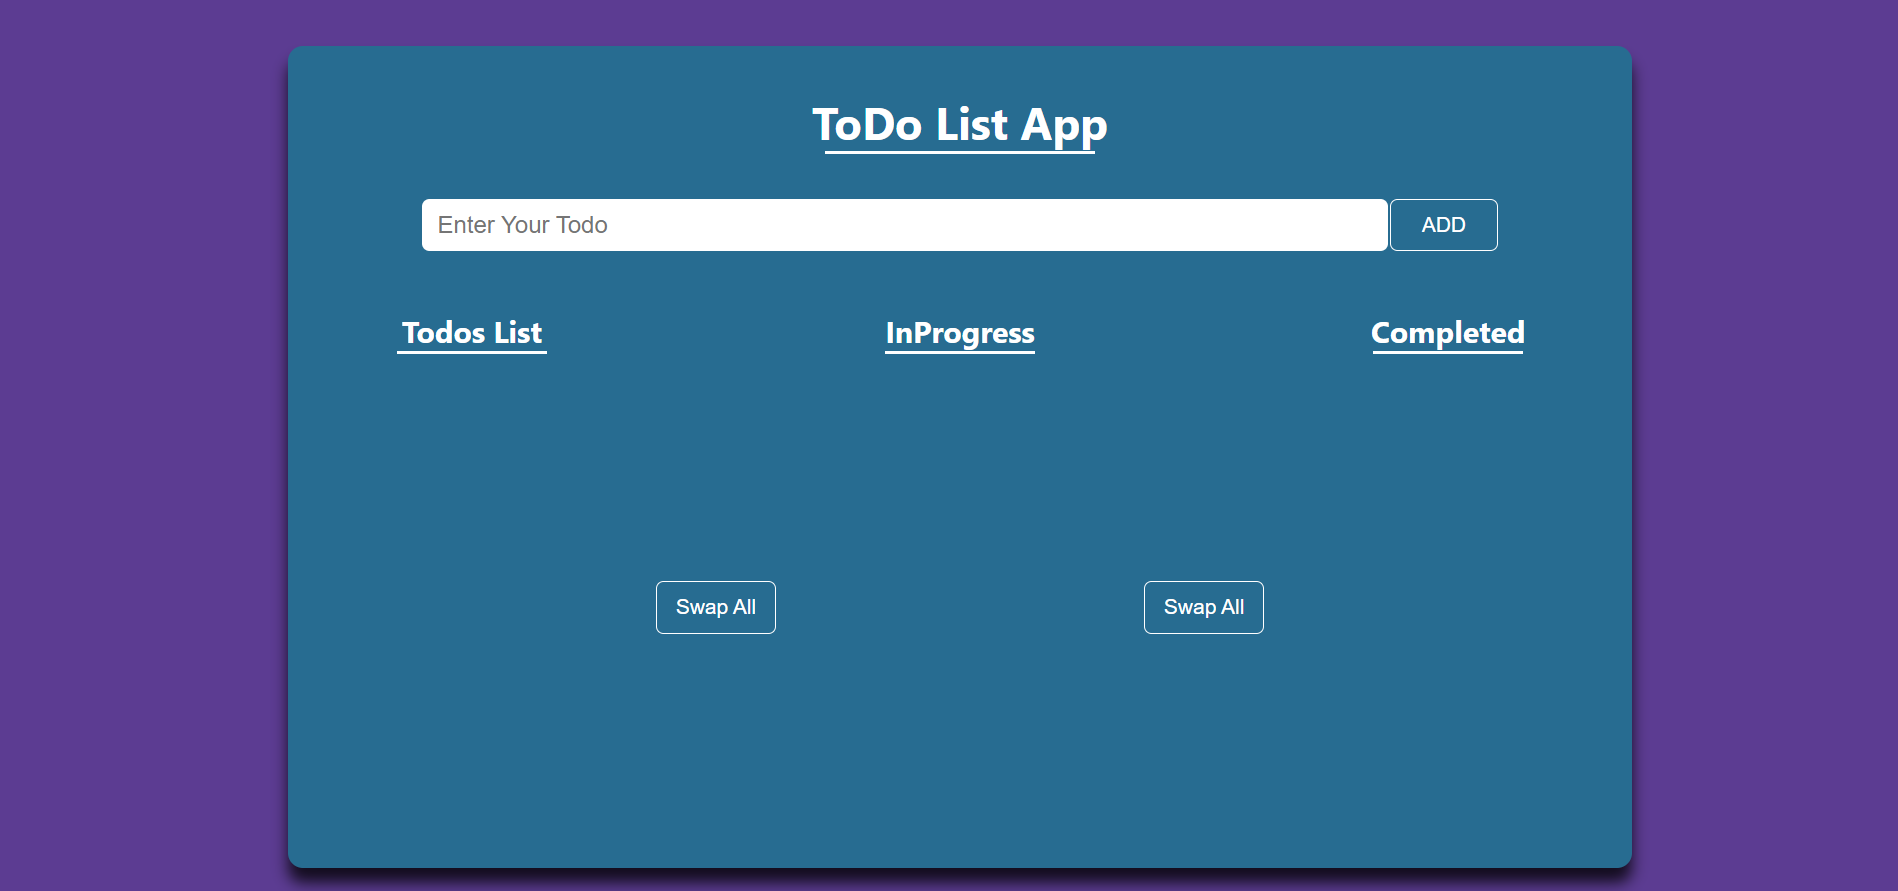 ToDo List App
Enter Your Todo
ADD
Todos List
InProgress
Completed
Swap All
Swap All